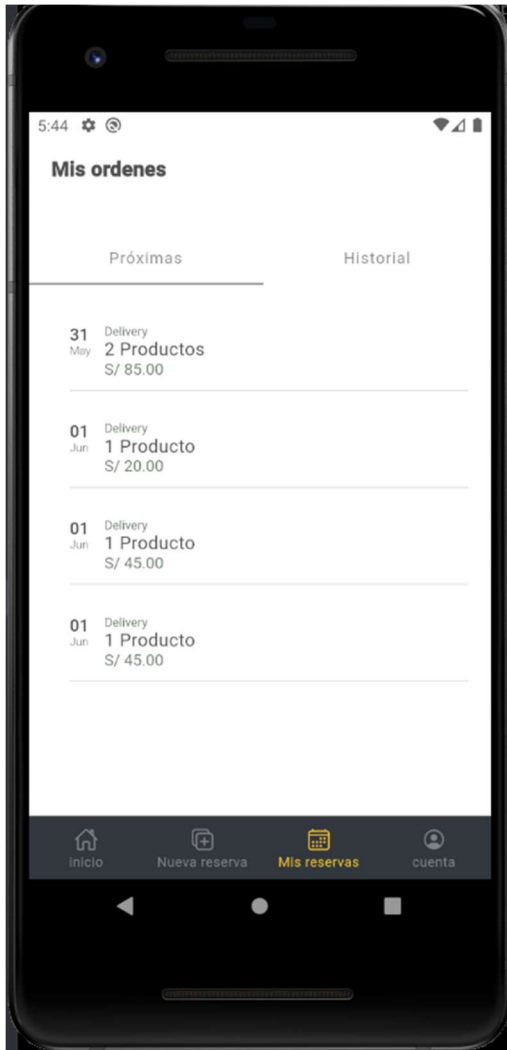 5:44
Mis ordenes
Próximas Historial
31 Delivery
May 2 Productos
S/ 85.00
01 Delivery
Jun 1 Producto
S/ 20.00
01 Delivery
Jun 1 Producto
S/ 45.00
01 Delivery
Jun 1 Producto
S/ 45.00
inicio Nueva reserva Mis reservas cuenta